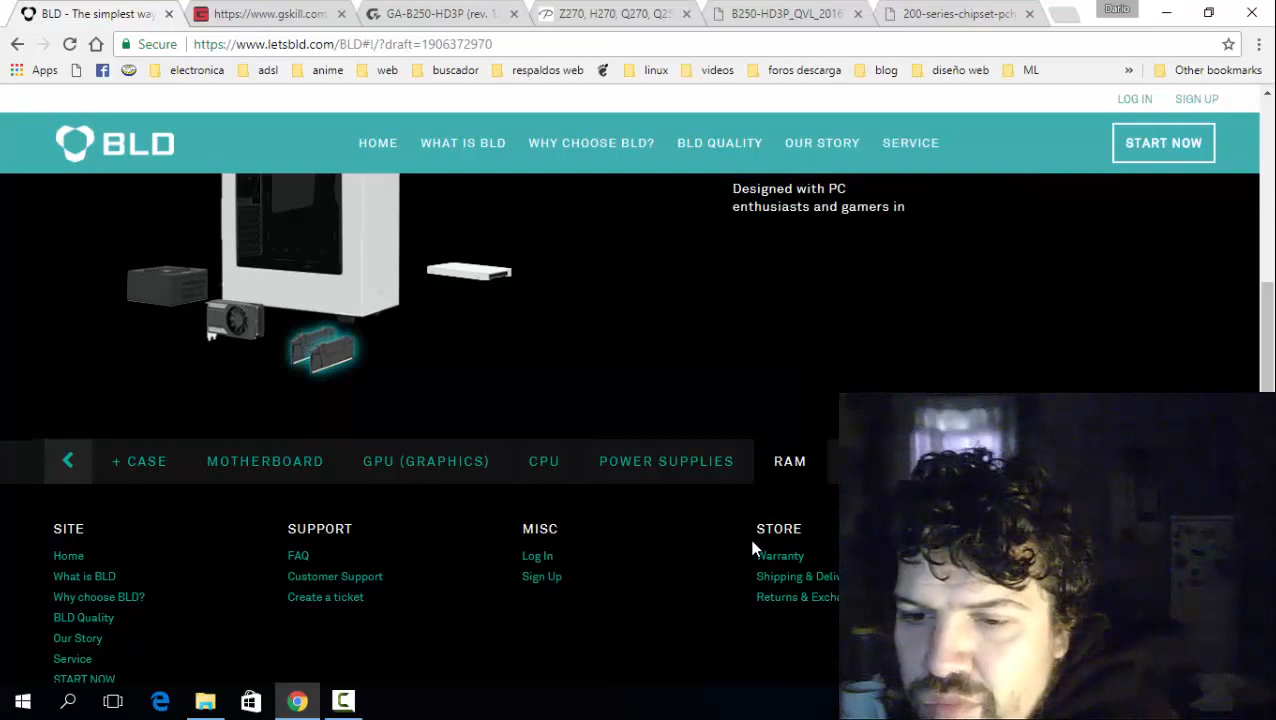 BLD - The simplest way
https://www.gskill.com
GA-B250-HD3P (rev. 1.
Z270, H270, Q270, Q25
B250-HD3P_QVL_2016
200-series-chipset-pch
Dario
Secure
https://www.letsbld.com/BLD#!/?draft=1906372970
Apps
electronica
adsl
anime
web
buscador
respaldos web
linux
videos
foros descarga
blog
diseño web
ML
»
Other bookmarks
LOG IN
SIGN UP
BLD
HOME
WHAT IS BLD
WHY CHOOSE BLD?
BLD QUALITY
OUR STORY
SERVICE
START NOW
Designed with PC
enthusiasts and gamers in
+ CASE
MOTHERBOARD
GPU (GRAPHICS)
CPU
POWER SUPPLIES
RAM
SITE
Home
What is BLD
Why choose BLD?
BLD Quality
Our Story
Service
START NOW
SUPPORT
FAQ
Customer Support
Create a ticket
MISC
Log In
Sign Up
STORE
Warranty
Shipping & Deliv
Returns & Excha